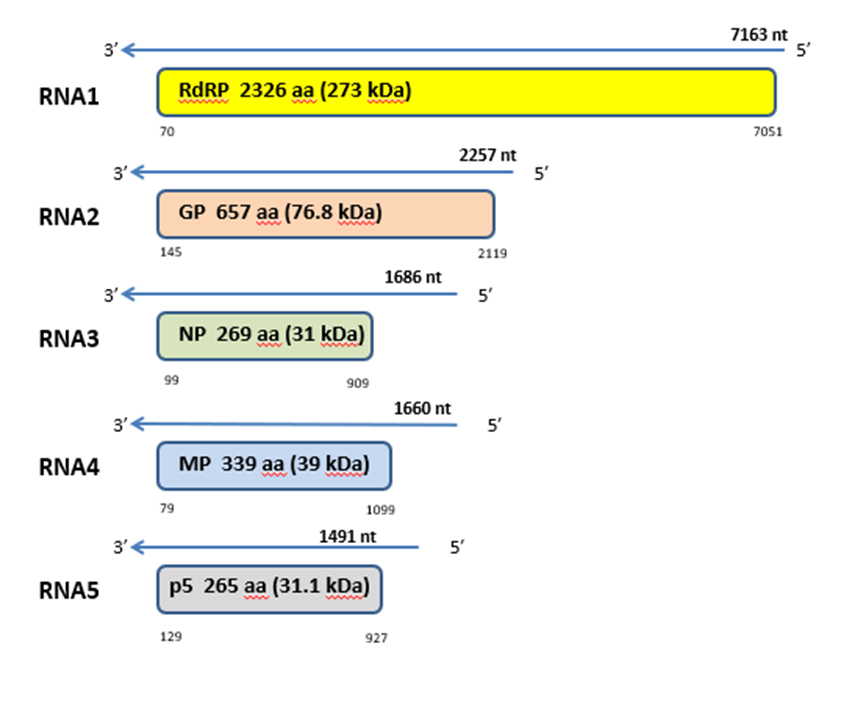 7163 nt
3′ 5′
RNA1 RdRP 2326 aa (273 kDa)
70 7051
2257 nt
3′ 5′
RNA2 GP 657 aa (76.8 kDa)
145 2119
1686 nt
3′ 5′
RNA3 NP 269 aa (31 kDa)
99 909
1660 nt
3′ 5′
RNA4 MP 339 aa (39 kDa)
79 1099
1491 nt
3′ 5′
RNA5 p5 265 aa (31.1 kDa)
129 927